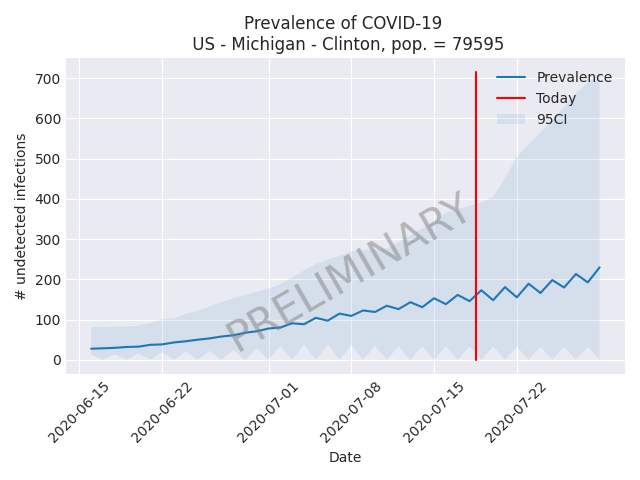 Prevalence of COVID-19
US - Michigan - Clinton, pop. = 79595
# undetected infections
700
600
500
400
300
200
100
0
Prevalence
Today
95CI
PRELIMINARY
2020-06-15
2020-06-22
2020-07-01
2020-07-08
2020-07-15
2020-07-22
Date